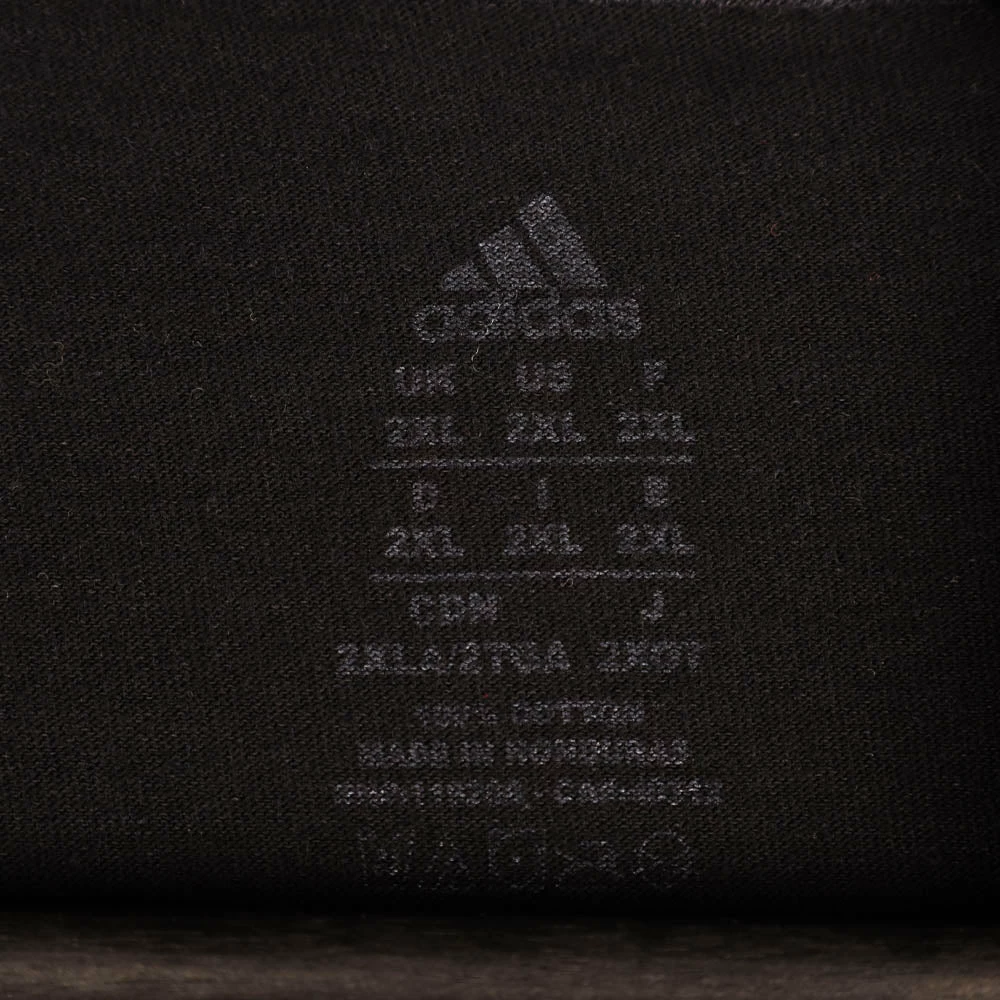 adidas
UK US F
2XL 2XL 2XL
D I E
2XL 2XL 2XL
CDN J
2XLA/2TGA 2XOT
100% COTTON
MADE IN HONDURAS